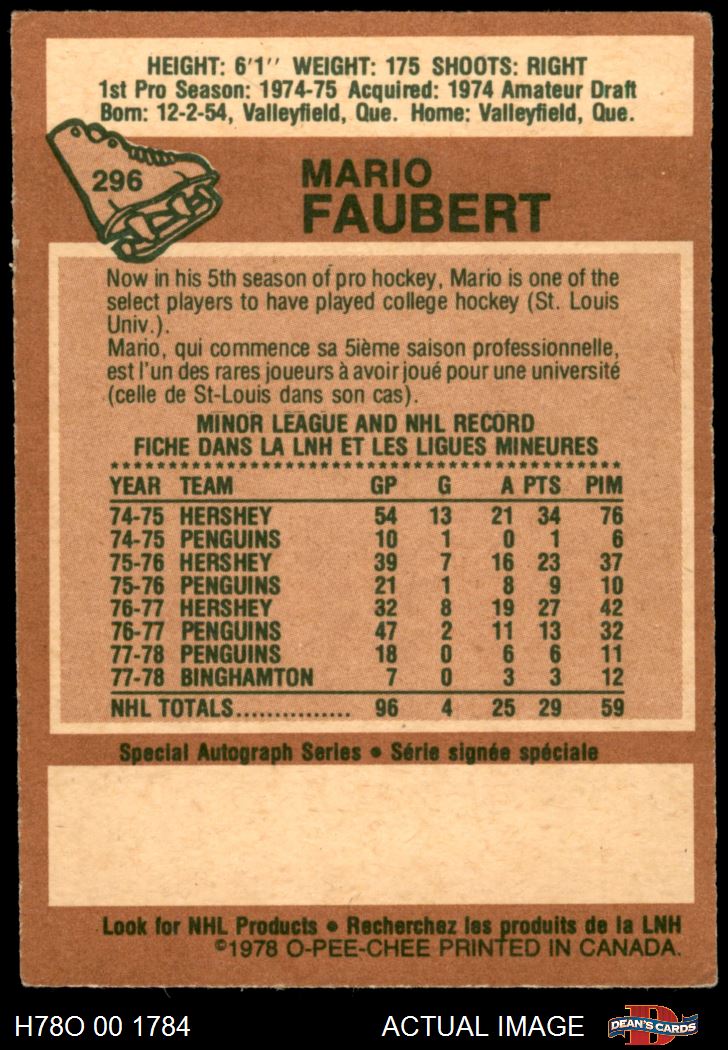 HEIGHT: 6'1'' WEIGHT: 175 SHOOTS: RIGHT
1st Pro Season: 1974-75 Acquired: 1974 Amateur Draft
Born: 12-2-54, Valleyfield, Que. Home: Valleyfield, Que.
296
MARIO
FAUBERT
Now in his 5th season of pro hockey, Mario is one of the
select players to have played college hockey (St. Louis
Univ.).
Mario, qui commence sa 5ième saison professionnelle,
est l'un des rares joueurs à avoir joué pour une université
(celle de St-Louis dans son cas).
MINOR LEAGUE AND NHL RECORD
FICHE DANS LA LNH ET LES LIGUES MINEURES
YEAR TEAM GP G A PTS PIM
74-75 HERSHEY 54 13 21 34 76
74-75 PENGUINS 10 1 0 1 6
75-76 HERSHEY 39 7 16 23 37
75-76 PENGUINS 21 1 8 9 10
76-77 HERSHEY 32 8 19 27 42
76-77 PENGUINS 47 2 11 13 32
77-78 PENGUINS 18 0 6 6 11
77-78 BINGHAMTON 7 0 3 3 12
NHL TOTALS............... 96 4 25 29 59
Special Autograph Series • Série signée spéciale
Look for NHL Products • Recherchez les produits de la LNH
©1978 O-PEE-CHEE PRINTED IN CANADA.
H78O 00 1784 ACTUAL IMAGE D DEAN'S CARDS